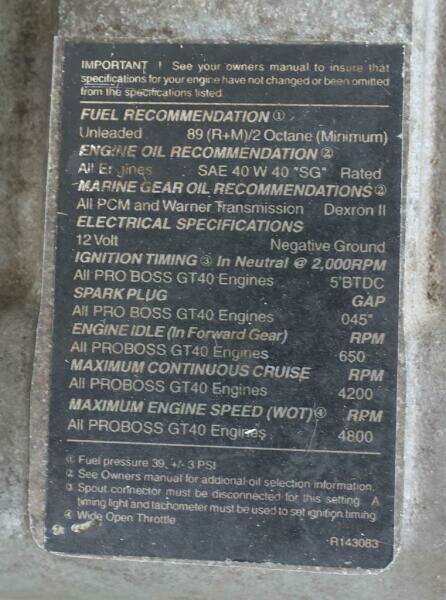 IMPORTANT ! See your owners manual to insure that
specifications for your engine have not changed or been omitted
from the specifications listed.
FUEL RECOMMENDATION ①
Unleaded 89 (R+M)/2 Octane (Minimum)
ENGINE OIL RECOMMENDATION ②
All Engines SAE 40 W 40 "SG" Rated
MARINE GEAR OIL RECOMMENDATIONS ②
All PCM and Warner Transmission Dexron II
ELECTRICAL SPECIFICATIONS
12 Volt Negative Ground
IGNITION TIMING ③ In Neutral @ 2,000RPM
All PRO BOSS GT40 Engines 5°BTDC
SPARK PLUG GAP
All PRO BOSS GT40 Engines 045"
ENGINE IDLE (In Forward Gear) RPM
All PROBOSS GT40 Engines 650
MAXIMUM CONTINUOUS CRUISE RPM
All PROBOSS GT40 Engines 4200
MAXIMUM ENGINE SPEED (WOT) ④ RPM
All PROBOSS GT40 Engines 4800
① Fuel pressure 39, +/- 3 PSI
② See Owners manual for addional oil selection information.
③ Spout connector must be disconnected for this setting. A
timing light and tachometer must be used to set ignition timing
④ Wide Open Throttle
R143083